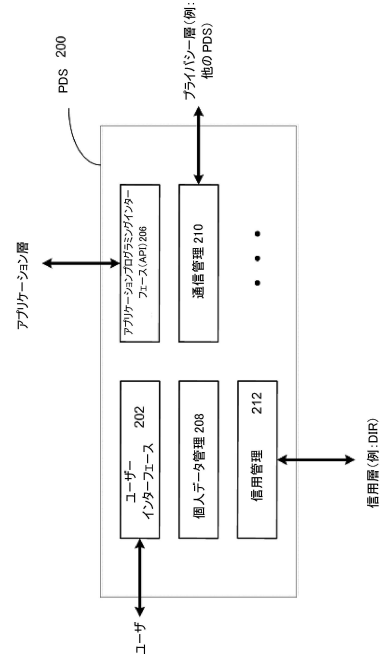 PDS 200
アプリケーション層
プライバシー層(例:
他のPDS)
ユーザ
ユーザー
インターフェース 202
アプリケーションプログラミングインター
フェース(API)206
個人データ管理 208
通信管理 210
信用管理 212
信用層(例:DIR)